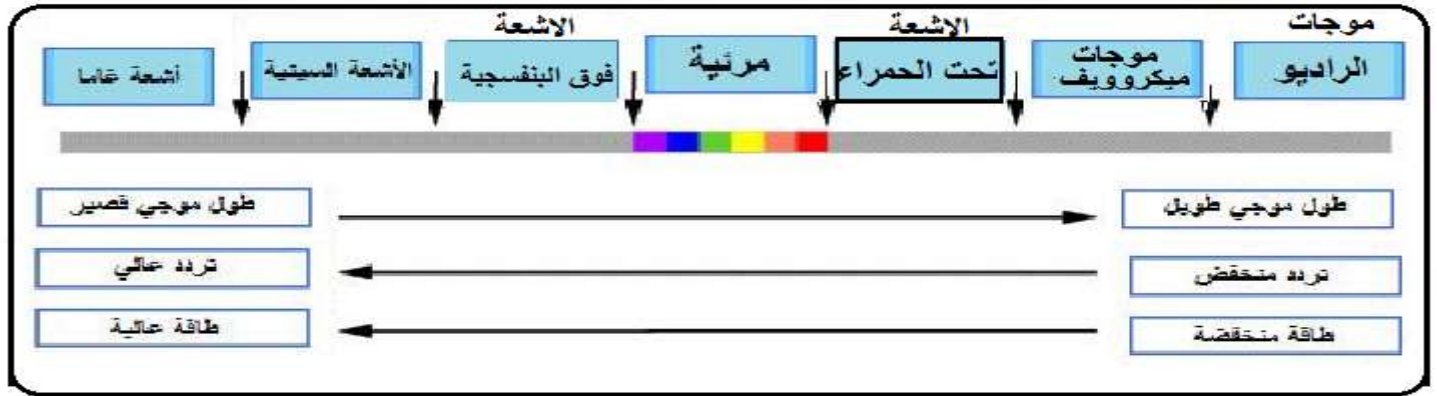 موجات
الراديو
موجات
ميكروويف
الاشعة
تحت الحمراء
مرئية
الاشعة
فوق البنفسجية
الأشعة السينية
أشعة غاما
طول موجي طويل
طول موجي قصير
تردد منخفض
تردد عالي
طاقة منخفضة
طاقة عالية